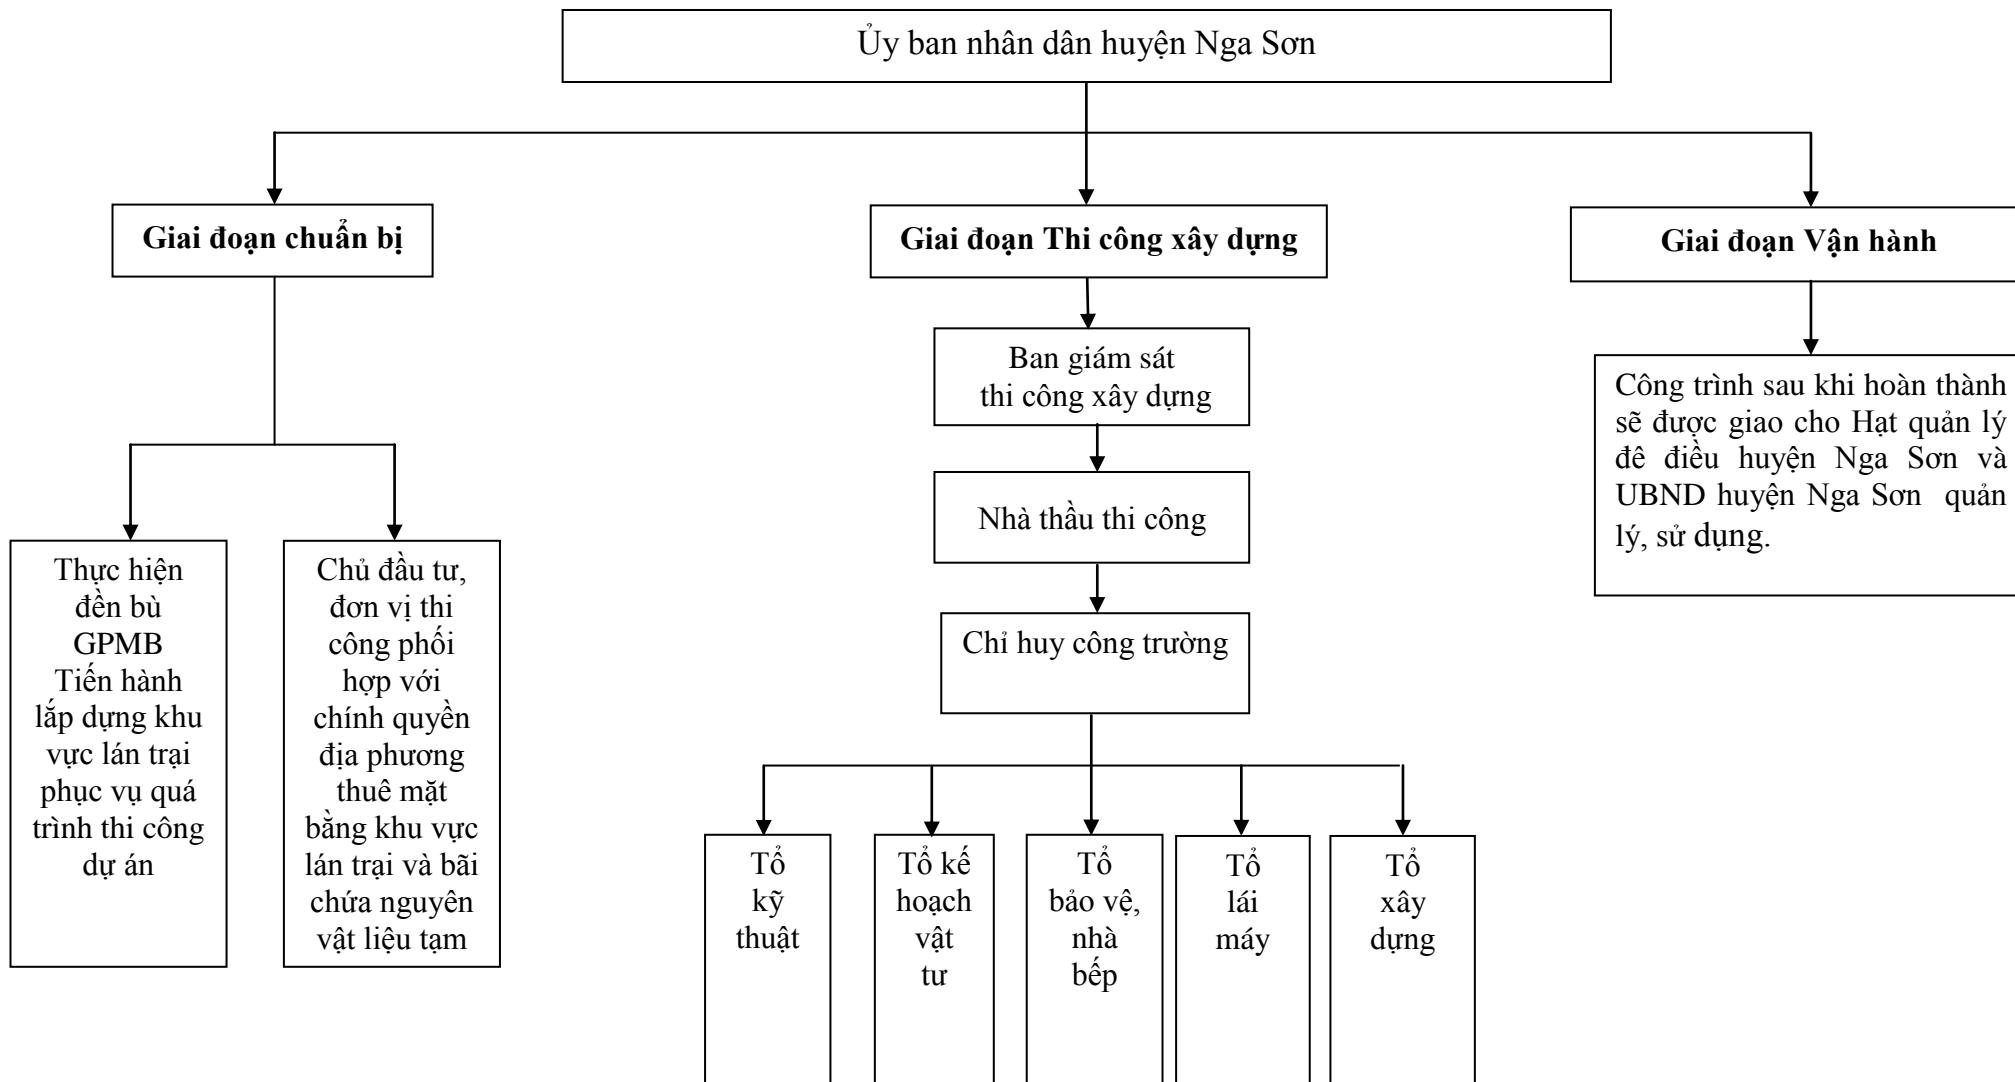 Ủy ban nhân dân huyện Nga Sơn
Giai đoạn chuẩn bị
Giai đoạn Thi công xây dựng
Giai đoạn Vận hành
Thực hiện
đền bù
GPMB
Tiến hành
lắp dựng khu
vực lán trại
phục vụ quá
trình thi công
dự án
Chủ đầu tư,
đơn vị thi
công phối
hợp với
chính quyền
địa phương
thuê mặt
bằng khu vực
lán trại và bãi
chứa nguyên
vật liệu tạm
Ban giám sát
thi công xây dựng
Nhà thầu thi công
Chỉ huy công trường
Tổ
kỹ
thuật
Tổ kế
hoạch
vật
tư
Tổ
bảo vệ,
nhà
bếp
Tổ
lái
máy
Tổ
xây
dựng
Công trình sau khi hoàn thành
sẽ được giao cho Hạt quản lý
đê điều huyện Nga Sơn và
UBND huyện Nga Sơn quản
lý, sử dụng.